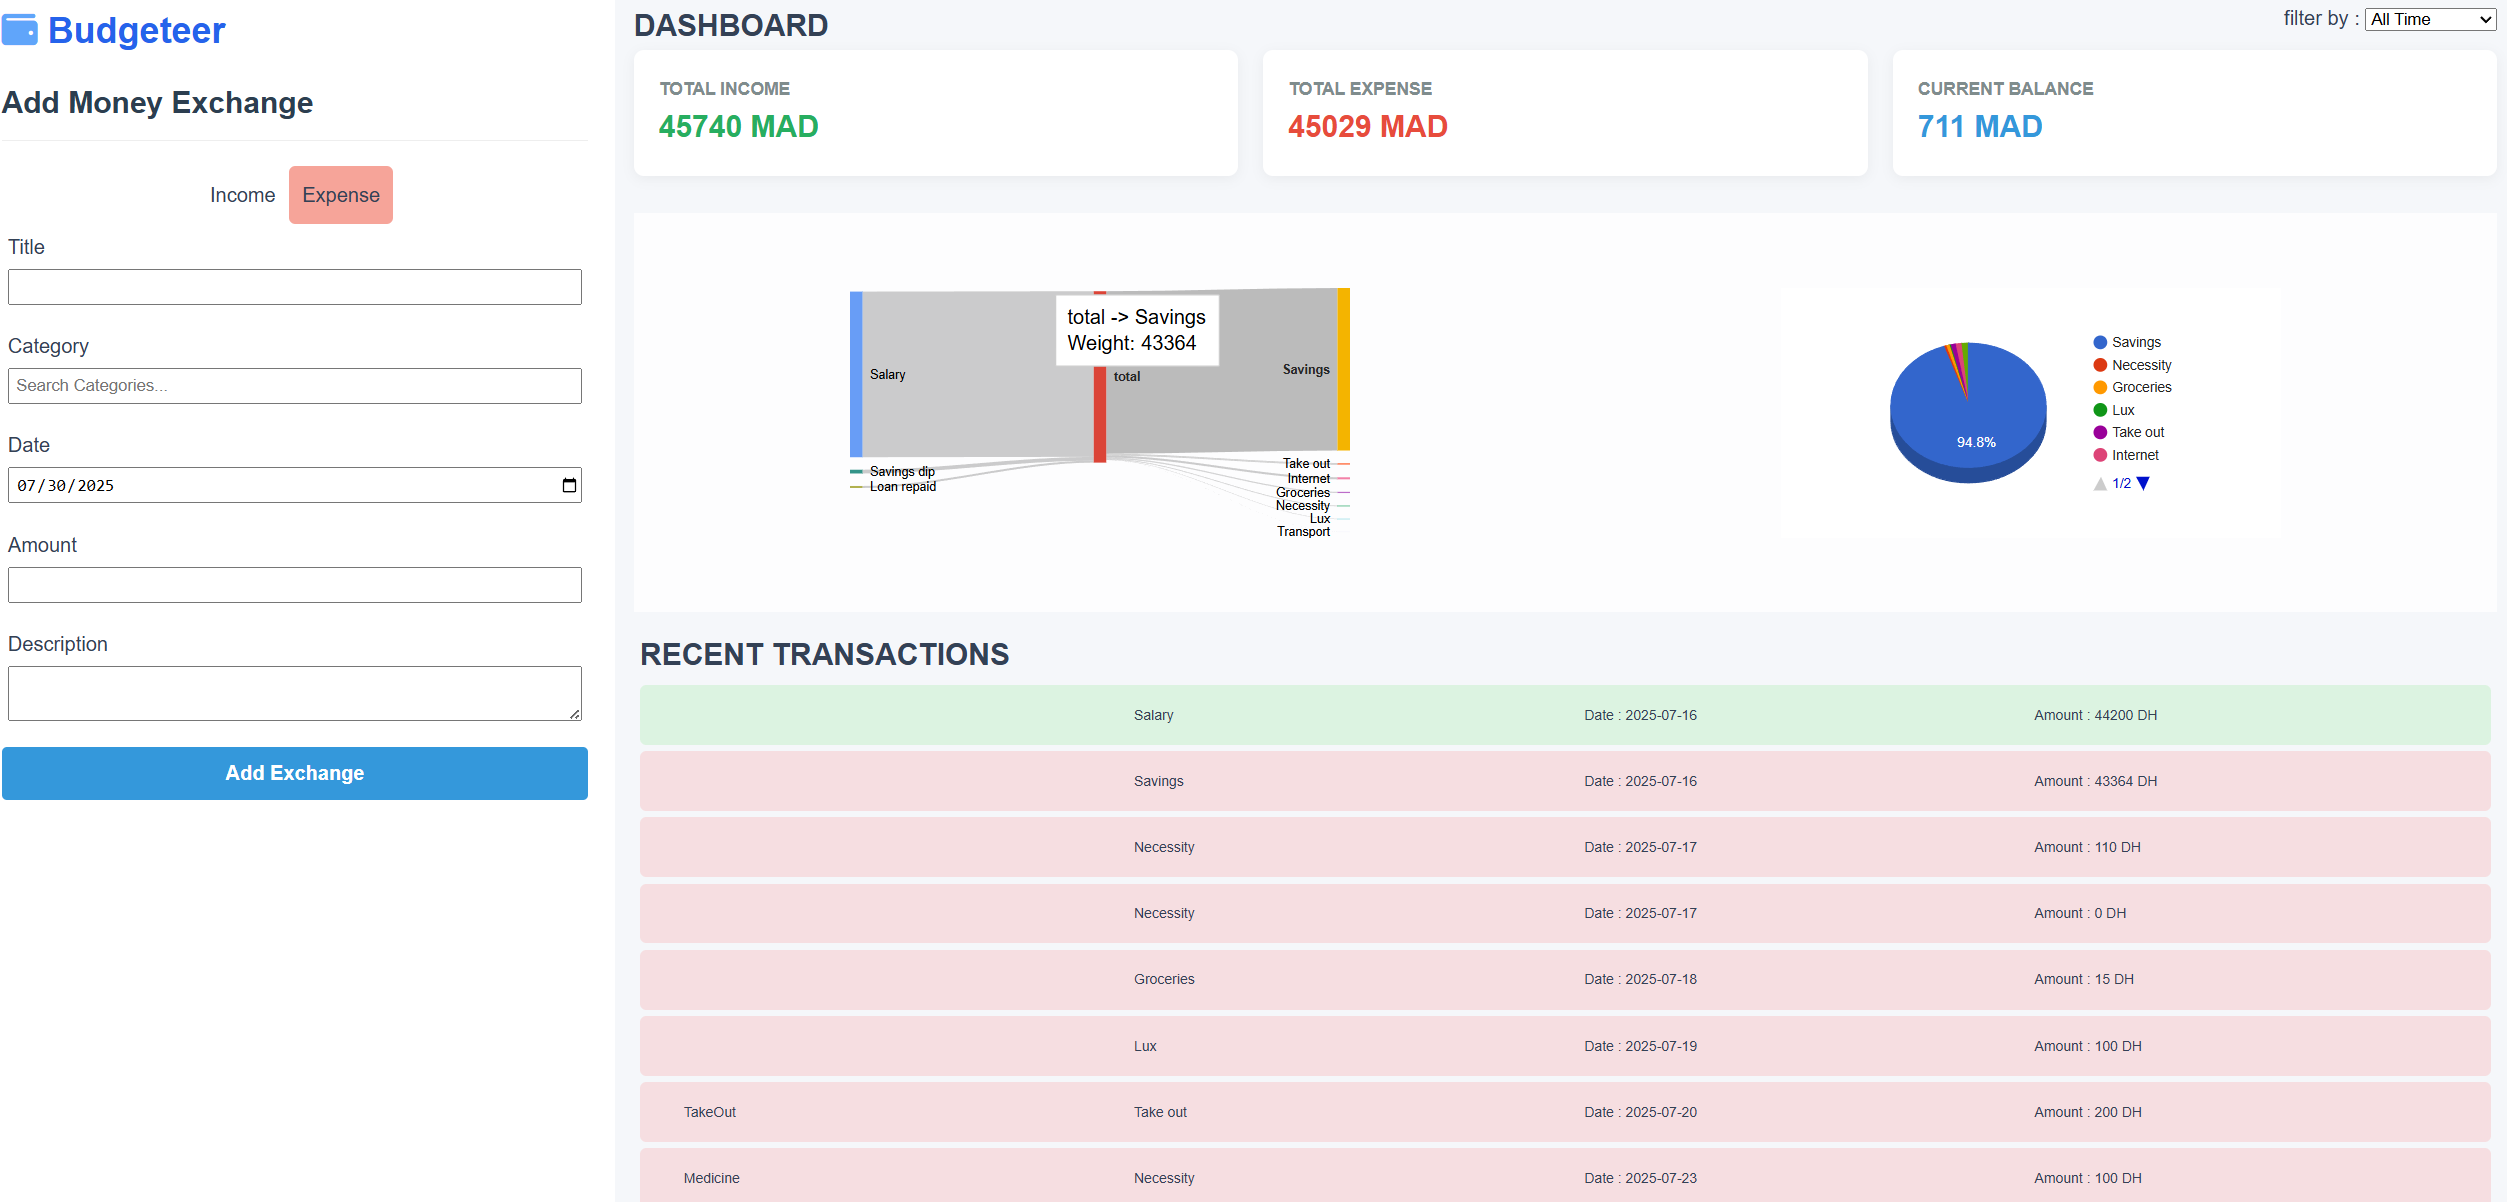 Budgeteer
Add Money Exchange
Income Expense
Title
Category
Search Categories...
Date
07/30/2025
Amount
Description
Add Exchange
DASHBOARD
filter by : All Time
TOTAL INCOME
45740 MAD
TOTAL EXPENSE
45029 MAD
CURRENT BALANCE
711 MAD
total -> Savings
Weight: 43364
Salary
total
Savings
Savings dip
Loan repaid
Take out
Internet
Groceries
Necessity
Lux
Transport
94.8%
Savings
Necessity
Groceries
Lux
Take out
Internet
1/2
RECENT TRANSACTIONS
Salary Date : 2025-07-16 Amount : 44200 DH
Savings Date : 2025-07-16 Amount : 43364 DH
Necessity Date : 2025-07-17 Amount : 110 DH
Necessity Date : 2025-07-17 Amount : 0 DH
Groceries Date : 2025-07-18 Amount : 15 DH
Lux Date : 2025-07-19 Amount : 100 DH
TakeOut Take out Date : 2025-07-20 Amount : 200 DH
Medicine Necessity Date : 2025-07-23 Amount : 100 DH